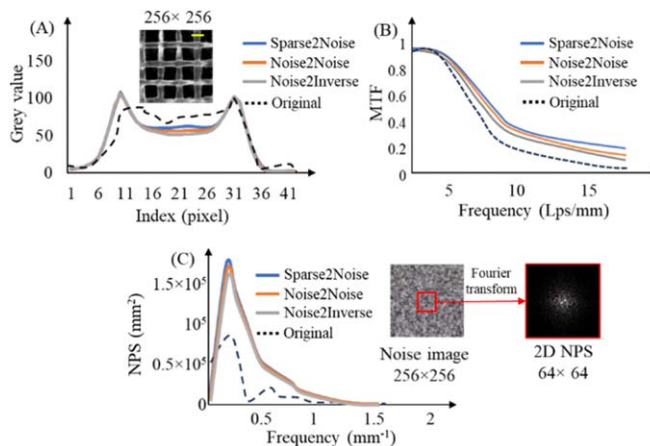 (A)
256× 256
Sparse2Noise
Noise2Noise
Noise2Inverse
Original
Grey value
200
150
100
50
0
1 6 11 16 21 26 31 36 41
Index (pixel)
(B)
Sparse2Noise
Noise2Noise
Noise2Inverse
Original
MTF
1
0.8
0.6
0.4
0.2
0
5 10 15
Frequency (Lps/mm)
(C)
Sparse2Noise
Noise2Noise
Noise2Inverse
Original
NPS (mm²)
1.5*10⁵
10⁵
0.5*10⁵
0
0.5 1 1.5 2
Frequency (mm⁻¹)
Fourier
transform
Noise image
256×256
2D NPS
64× 64